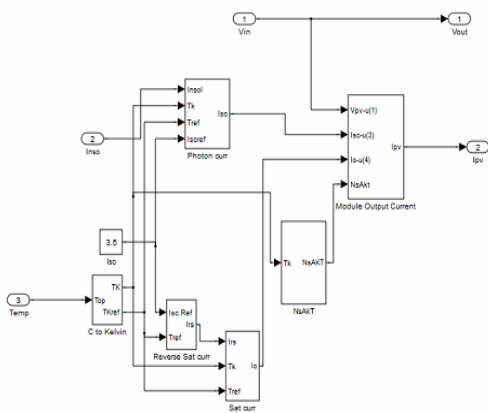 1
Vin
1
Vout
Insol
Tk
Tref
Iscref
Isc
Photon curr
2
Inso
Vpv-u(1)
Isc-u(3)
Io-u(4)
NsAkt
Ipv
Module Output Current
2
Ipv
3.5
Isc
Tk
NsAKT
NsAkT
3
Temp
Top
TK
TKref
C to Kelvin
Isc Ref
Irs
Tref
Reverse Sat curr
Irs
Tk
Tref
Io
Sat curr